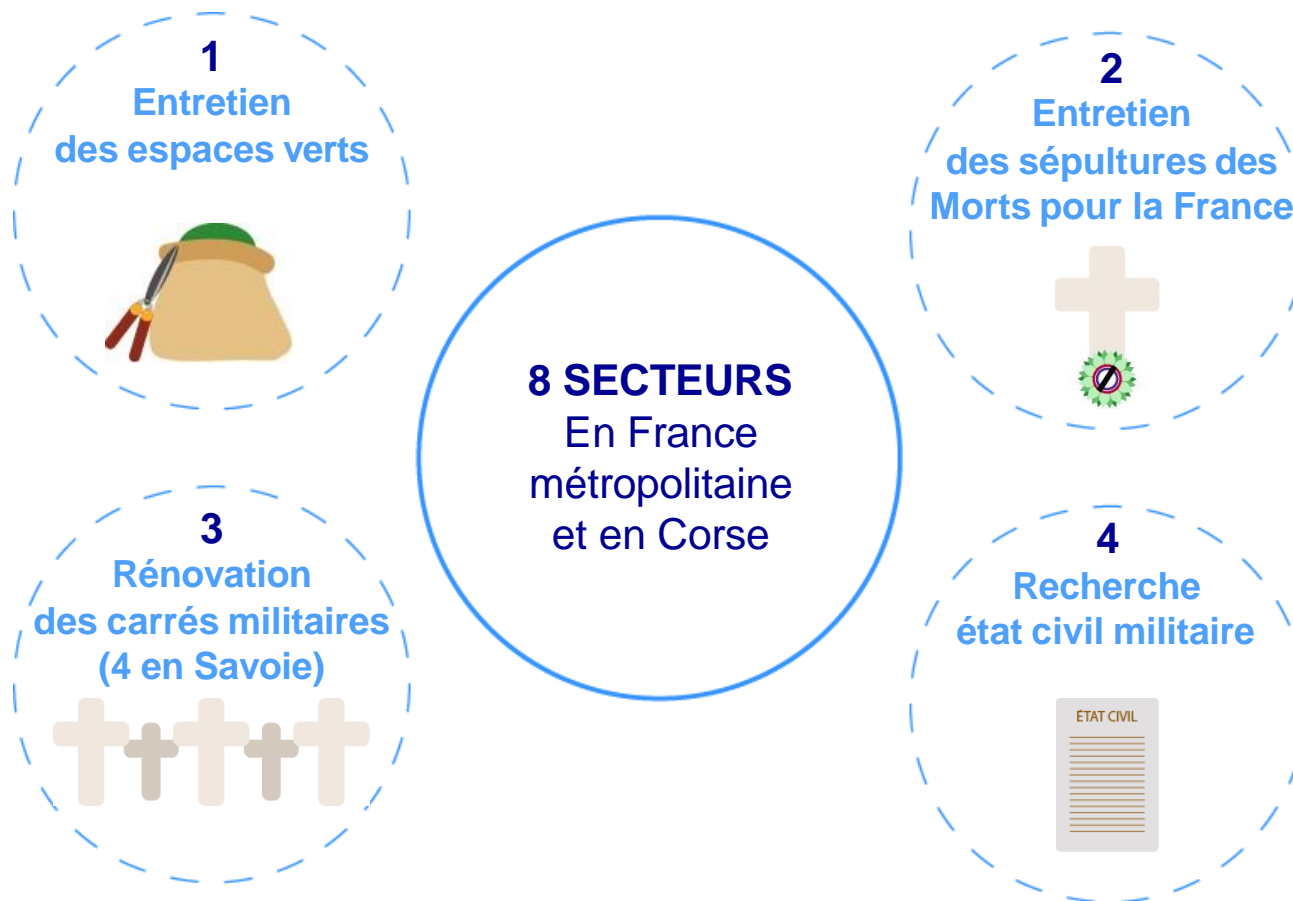 1
Entretien
des espaces verts
2
Entretien
des sépultures des
Morts pour la France
8 SECTEURS
En France
métropolitaine
et en Corse
3
Rénovation
des carrés militaires
(4 en Savoie)
4
Recherche
état civil militaire
ÉTAT CIVIL